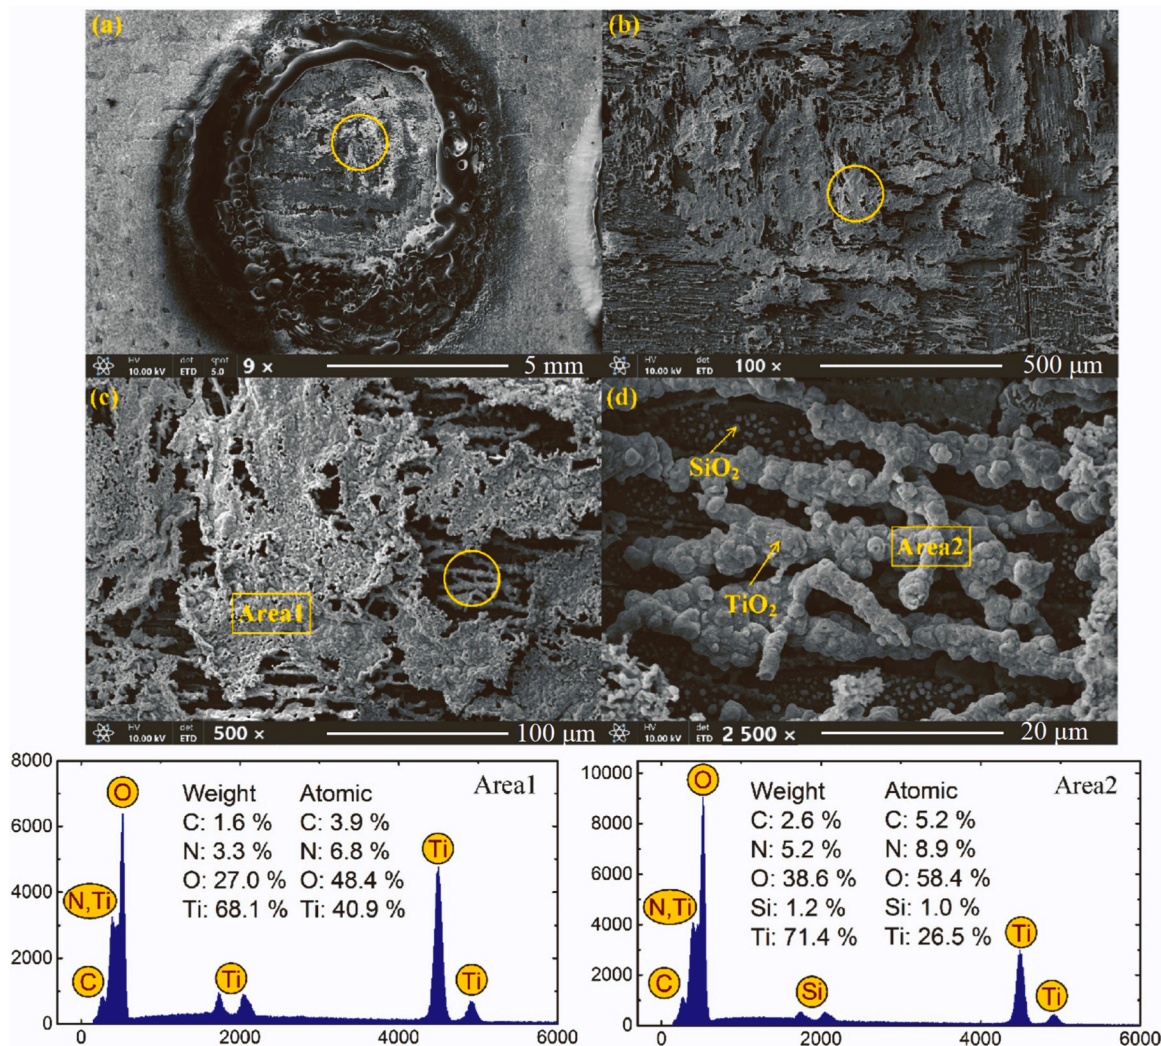 (a)
HV det spot
10.00 kV ETD 5.0 9 × 5 mm
(b)
HV det
10.00 kV ETD 100 × 500 µm
(c)
Area1
HV det
10.00 kV ETD 500 × 100 µm
(d)
SiO₂
Area2
TiO₂
HV det
10.00 kV ETD 2 500 × 20 µm
8000
6000
4000
2000
0
0 2000 4000 6000
Area1
Weight Atomic
C: 1.6 % C: 3.9 %
N: 3.3 % N: 6.8 %
O: 27.0 % O: 48.4 %
Ti: 68.1 % Ti: 40.9 %
O
N,Ti
C
Ti
Ti
Ti
10000
8000
6000
4000
2000
0
0 2000 4000 6000
Area2
Weight Atomic
C: 2.6 % C: 5.2 %
N: 5.2 % N: 8.9 %
O: 38.6 % O: 58.4 %
Si: 1.2 % Si: 1.0 %
Ti: 71.4 % Ti: 26.5 %
O
N,Ti
C
Si
Ti
Ti